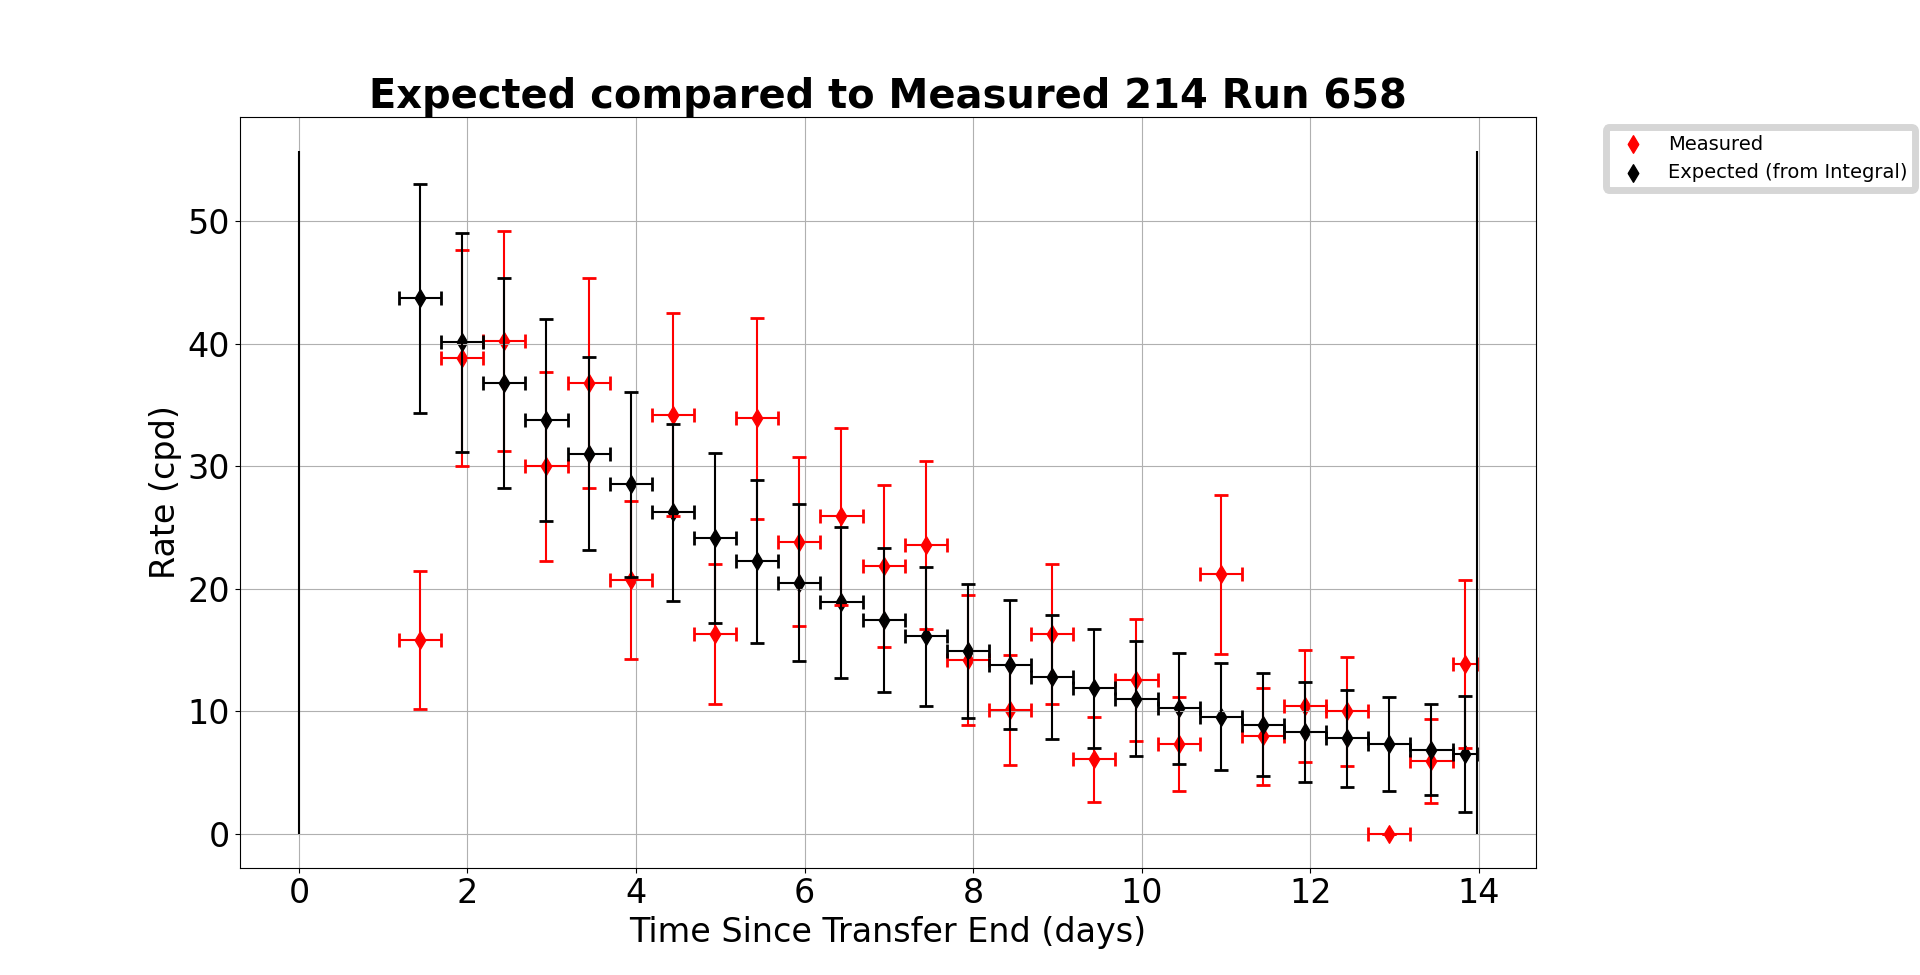 Expected compared to Measured 214 Run 658
Measured
Expected (from Integral)
50
40
30
20
10
0
Rate (cpd)
0 2 4 6 8 10 12 14
Time Since Transfer End (days)